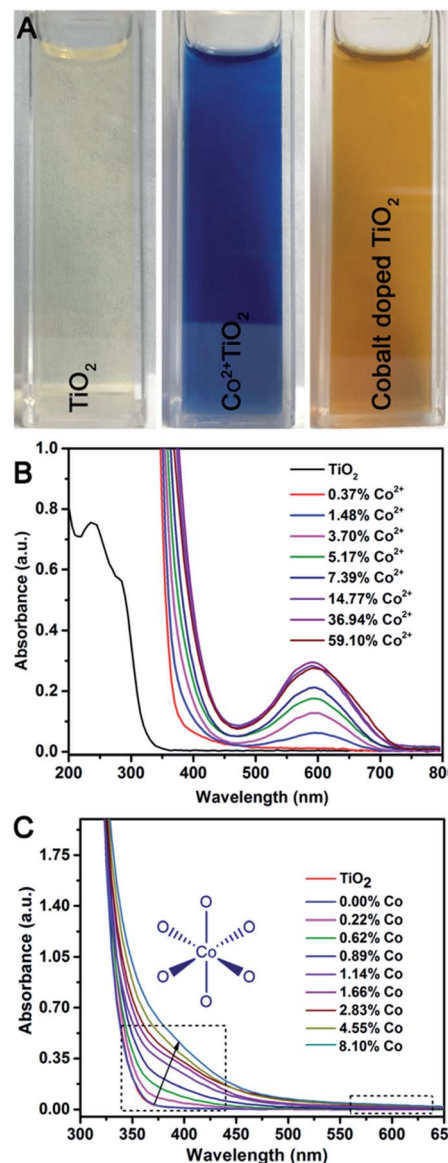 A
TiO₂
Co²⁺TiO₂
Cobalt doped TiO₂
B
1.0
0.8
0.6
0.4
0.2
0.0
Absorbance (a.u.)
TiO₂
0.37% Co²⁺
1.48% Co²⁺
3.70% Co²⁺
5.17% Co²⁺
7.39% Co²⁺
14.77% Co²⁺
36.94% Co²⁺
59.10% Co²⁺
200 300 400 500 600 700 800
Wavelength (nm)
C
1.75
1.40
1.05
0.70
0.35
0.00
Absorbance (a.u.)
O
O O
Co
O O
O
TiO₂
0.00% Co
0.22% Co
0.62% Co
0.89% Co
1.14% Co
1.66% Co
2.83% Co
4.55% Co
8.10% Co
300 350 400 450 500 550 600 650
Wavelength (nm)